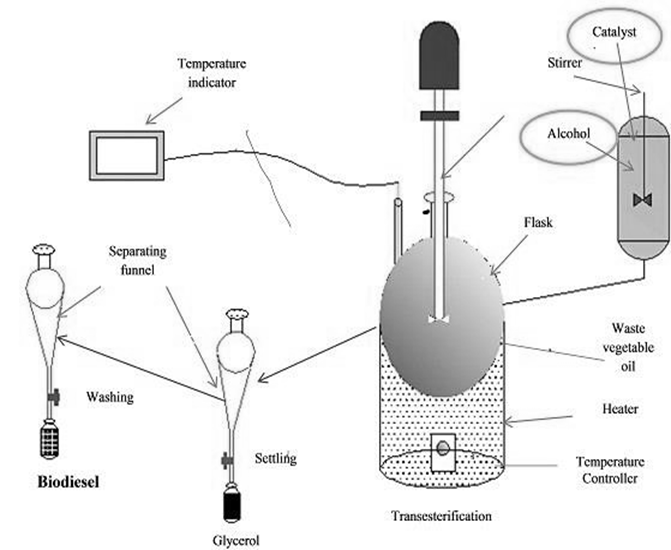 Catalyst
Stirrer
Temperature
indicator
Alcohol
Flask
Separating
funnel
Waste
vegetable
oil
Washing
Heater
Settling
Temperature
Controller
Biodiesel
Transesterification
Glycerol